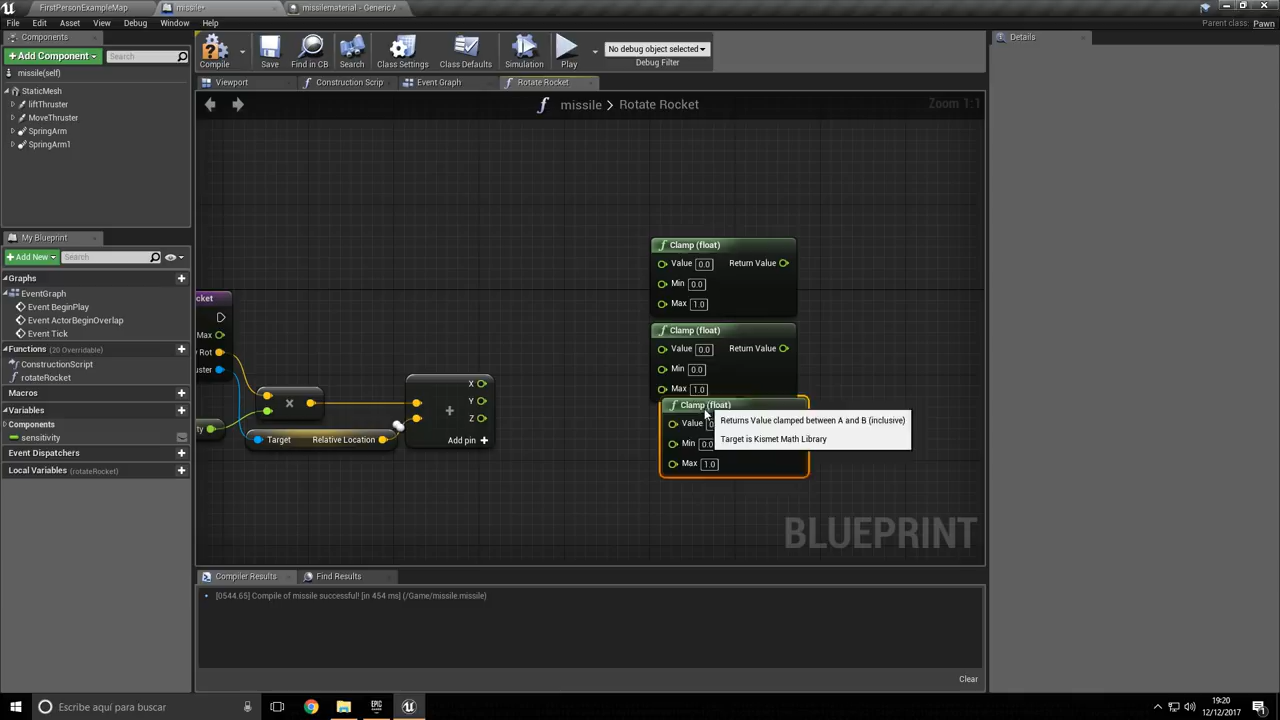 FirstPersonExampleMap
missile*
missilematerial - Generic A
File Edit Asset View Debug Window Help
Parent class: Pawn
Components
+ Add Component
Search
missile(self)
StaticMesh
liftThruster
MoveThruster
SpringArm
SpringArm1
Compile
Save
Find in CB
Search
Class Settings
Class Defaults
Simulation
Play
No debug object selected
Debug Filter
Details
Viewport
Construction Scrip
Event Graph
Rotate Rocket
missile > Rotate Rocket
Zoom 1:1
My Blueprint
+ Add New
Search
Graphs
EventGraph
Event BeginPlay
Event ActorBeginOverlap
Event Tick
Functions (20 Overridable)
ConstructionScript
rotateRocket
Macros
Variables
Components
sensitivity
Event Dispatchers
Local Variables (rotateRocket)
Clamp (float)
Value 0.0 Return Value
Min 0.0
Max 1.0
Clamp (float)
Value 0.0 Return Value
Min 0.0
Max 1.0
Clamp (float)
Value
Min 0.0
Max 1.0
Returns Value clamped between A and B (inclusive)
Target is Kismet Math Library
ocket
Max
Rot
ster
ty
Target Relative Location
X
Y
Z
Add pin +
BLUEPRINT
Compiler Results
Find Results
[0544.65] Compile of missile successful! [in 454 ms] (/Game/missile.missile)
Clear
Escribe aquí para buscar
EPIC
19:20
12/12/2017